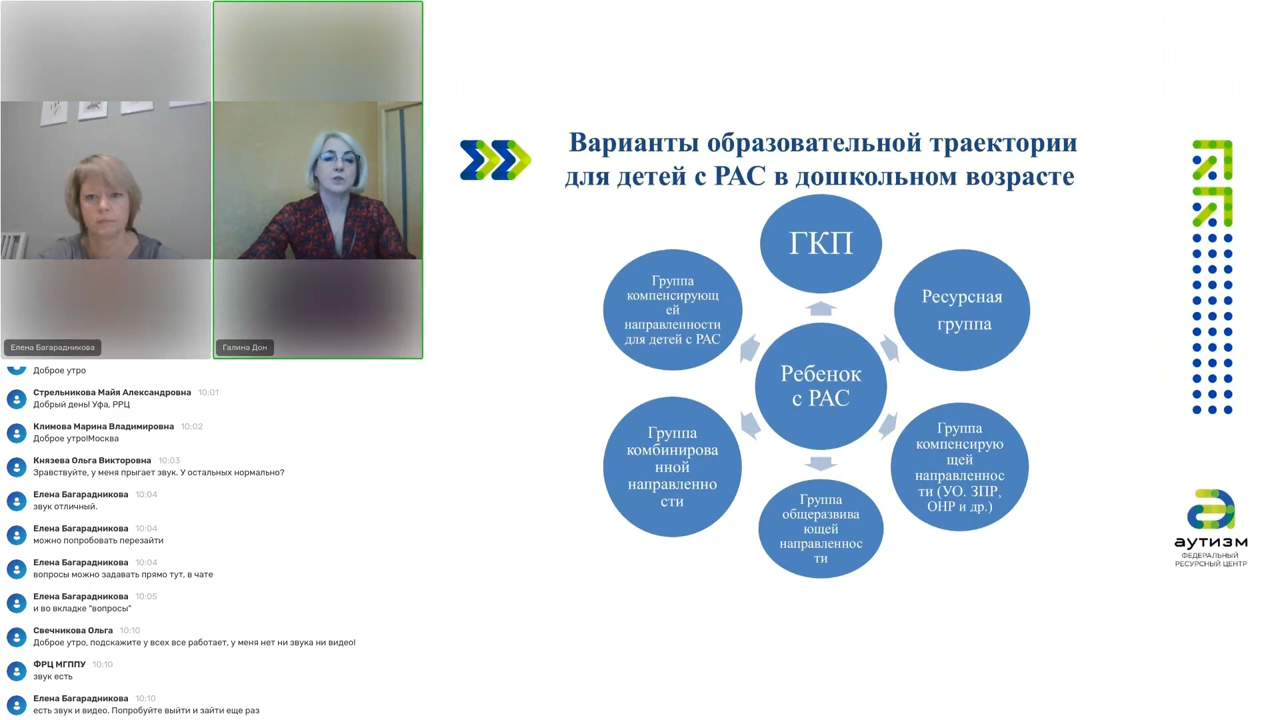 Елена Багарадникова
Галина Дон
Доброе утро
Стрельникова Майя Александровна 10:01
Добрый день! Уфа, РРЦ
Климова Марина Владимировна 10:02
Доброе утро!Москва
Князева Ольга Викторовна 10:03
Зравствуйте, у меня прыгает звук. У остальных нормально?
Елена Багарадникова 10:04
звук отличный.
Елена Багарадникова 10:04
можно попробовать перезайти
Елена Багарадникова 10:04
вопросы можно задавать прямо тут, в чате
Елена Багарадникова 10:05
и во вкладке "вопросы"
Свечникова Ольга 10:10
Доброе утро, подскажите у всех все работает, у меня нет ни звука ни видео!
ФРЦ МГППУ 10:10
звук есть
Елена Багарадникова 10:10
есть звук и видео. Попробуйте выйти и зайти еще раз
Варианты образовательной траектории
для детей с РАС в дошкольном возрасте
ГКП
Группа
компенсирующ
ей
направленности
для детей с РАС
Ресурсная
группа
Ребенок
с РАС
Группа
комбинирова
нной
направленно
сти
Группа
компенсирую
щей
направленнос
ти (УО. ЗПР,
ОНР и др.)
Группа
общеразвива
ющей
направленнос
ти
аутизм
ФЕДЕРАЛЬНЫЙ
РЕСУРСНЫЙ ЦЕНТР